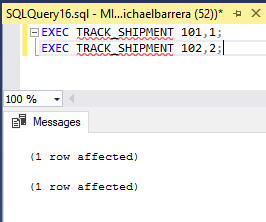 SQLQuery16.sql - MI...ichaelbarrera (52))*
EXEC TRACK_SHIPMENT 101,1;
EXEC TRACK_SHIPMENT 102,2;
100 %
Messages
(1 row affected)
(1 row affected)